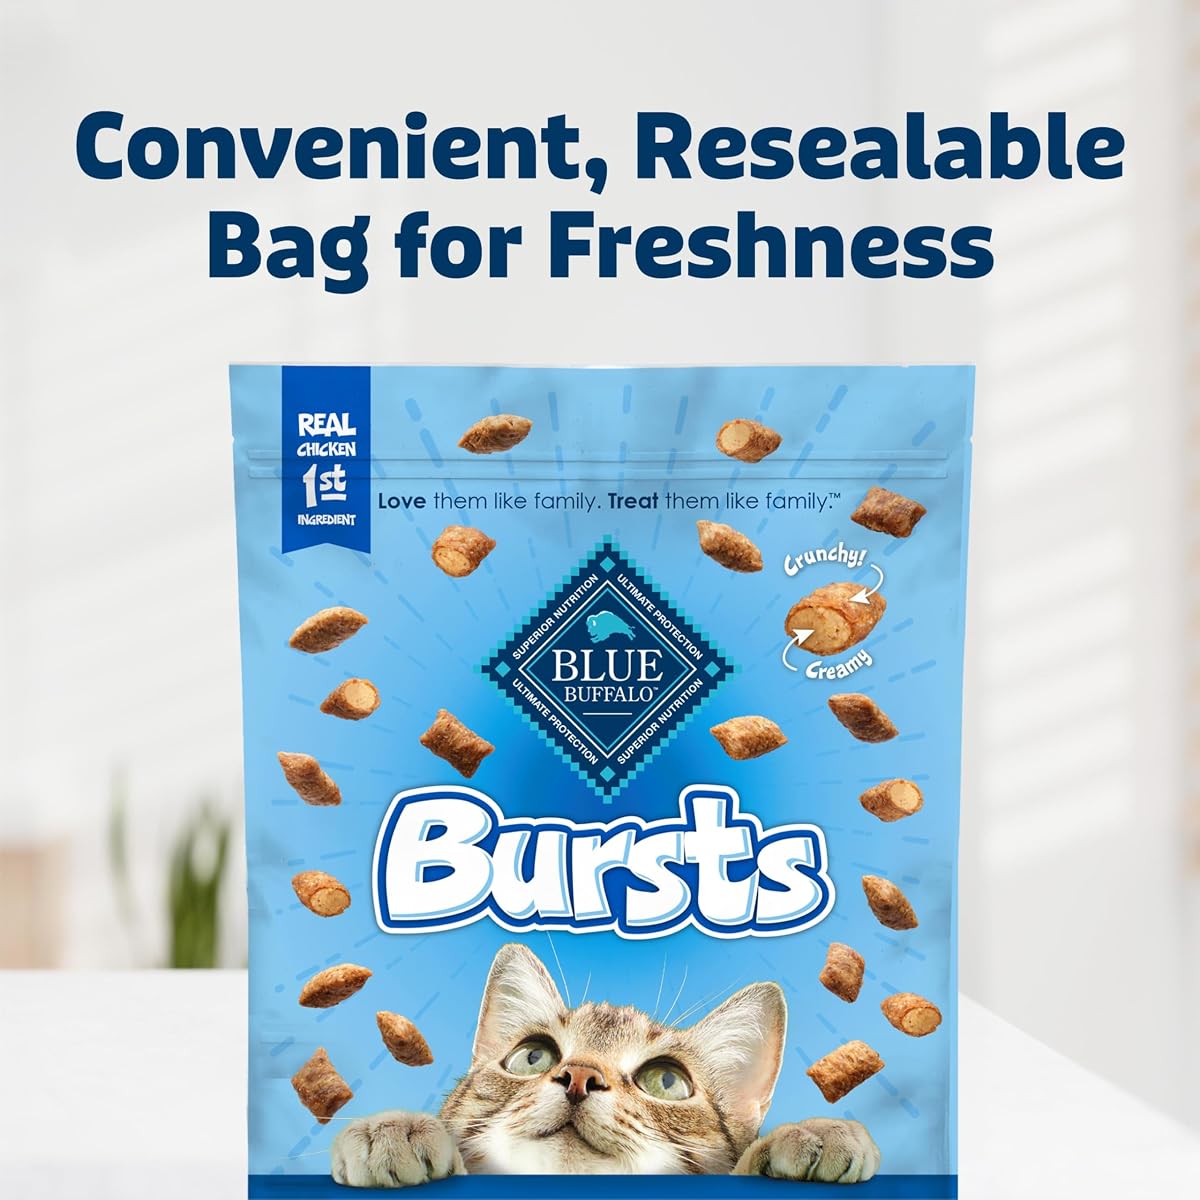 Convenient, Resealable
Bag for Freshness
REAL
CHICKEN
1st
INGREDIENT
Love them like family. Treat them like family.™
Crunchy!
Creamy
SUPERIOR NUTRITION
ULTIMATE PROTECTION
BLUE
BUFFALO™
ULTIMATE PROTECTION
SUPERIOR NUTRITION
Bursts